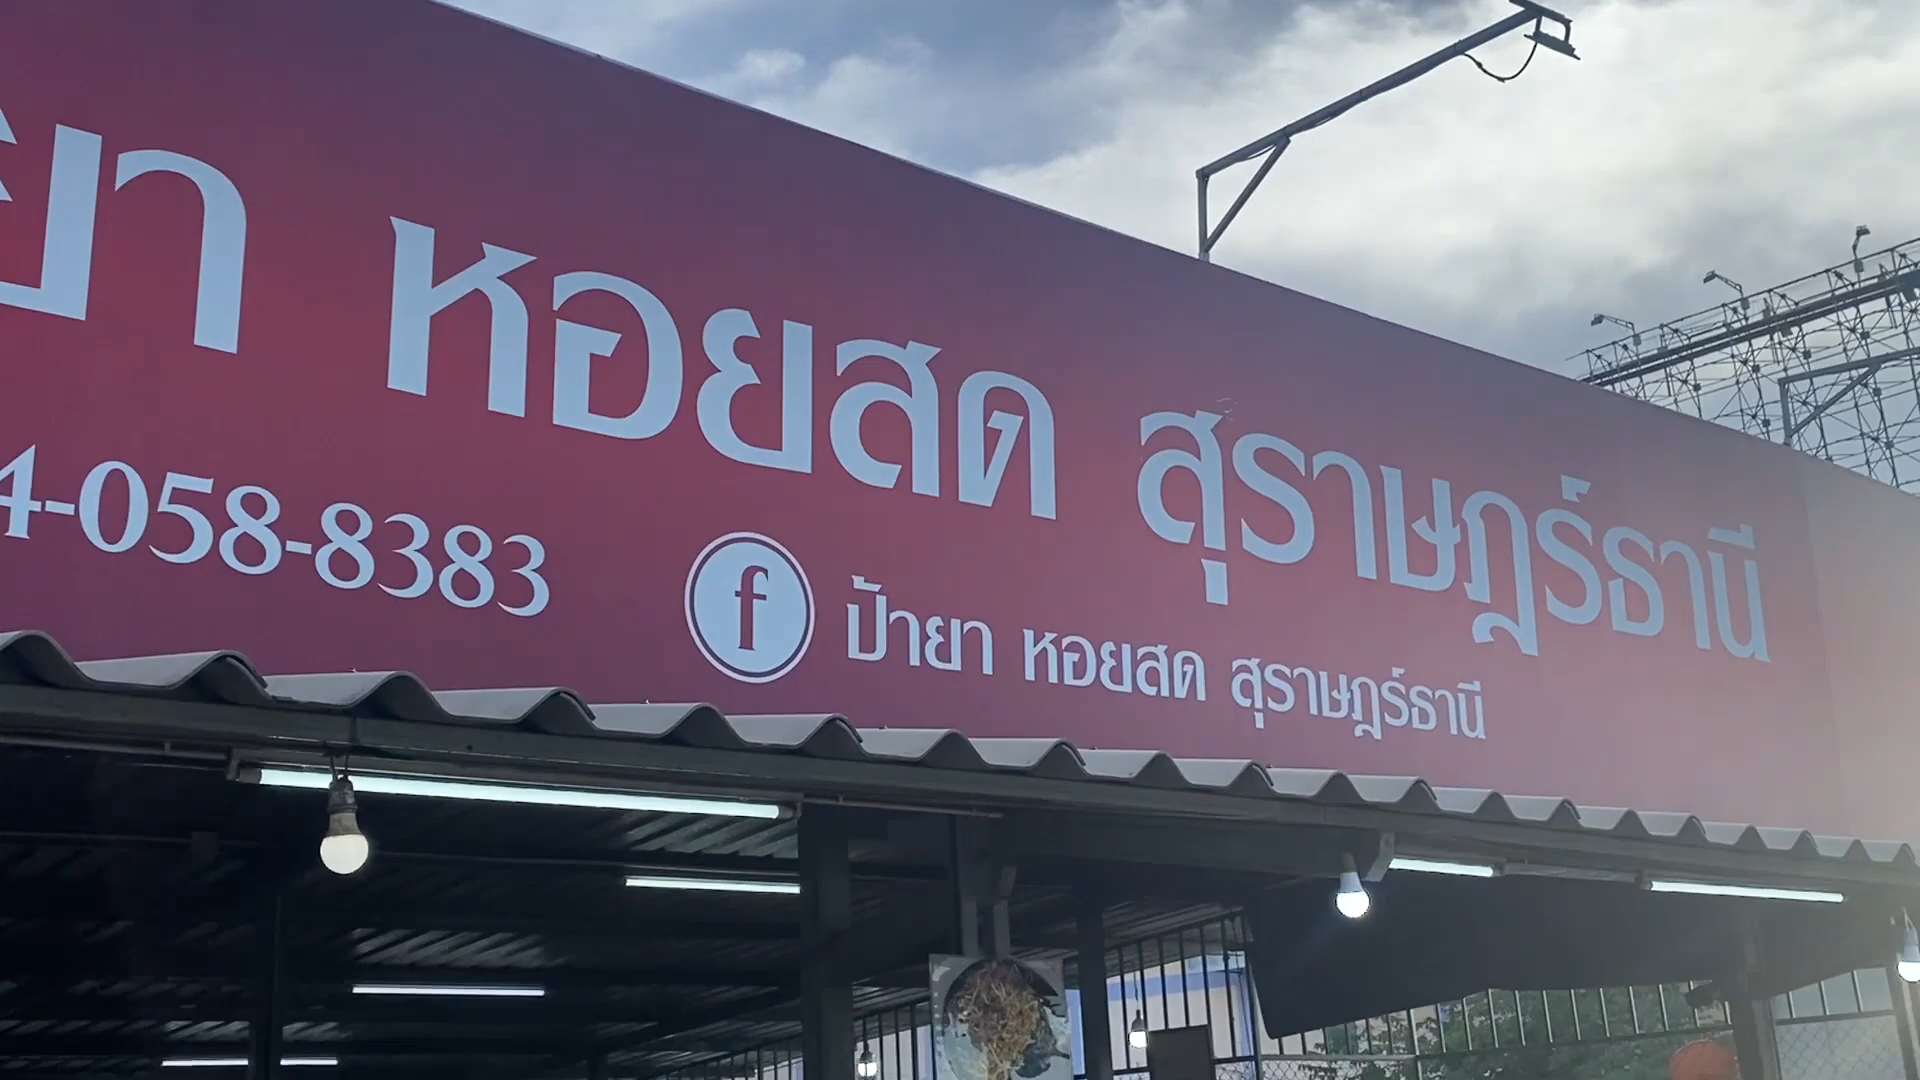 ยา หอยสด สุราษฎร์ธานี
4-058-8383
f ป้ายา หอยสด สุราษฎร์ธานี